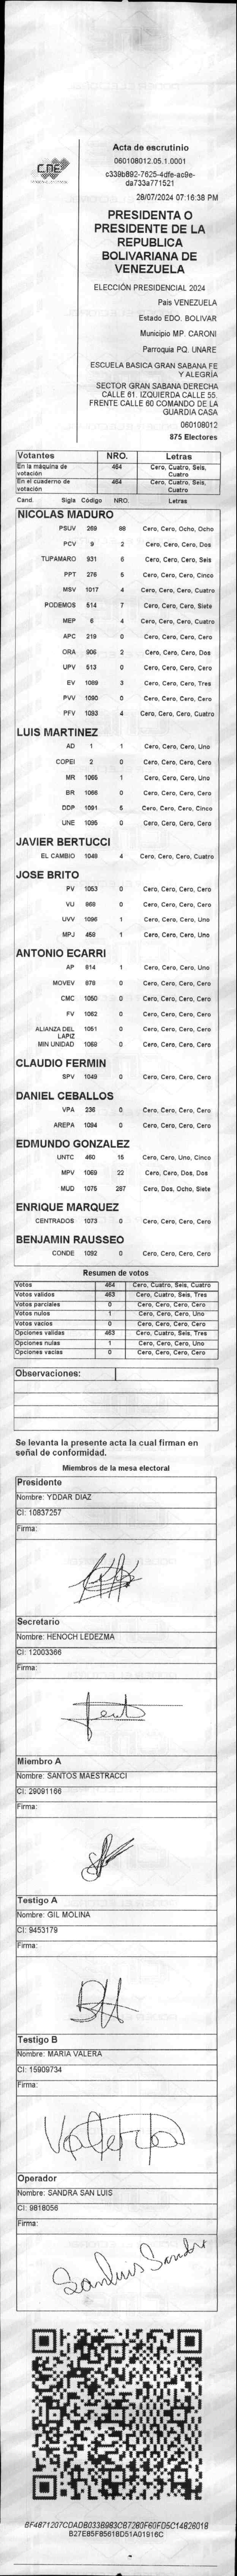 CNE
Acta de escrutinio
060108012.05.1.0001
c339b892-7625-4dfe-ac9e-
da733a771521
28/07/2024 07:16:38 PM
PRESIDENTA O
PRESIDENTE DE LA
REPUBLICA
BOLIVARIANA DE
VENEZUELA
ELECCIÓN PRESIDENCIAL 2024
País VENEZUELA
Estado EDO. BOLIVAR
Municipio MP. CARONI
Parroquia PQ. UNARE
ESCUELA BASICA GRAN SABANA FE
Y ALEGRÍA
SECTOR GRAN SABANA DERECHA
CALLE 61. IZQUIERDA CALLE 55.
FRENTE CALLE 60 COMANDO DE LA
GUARDIA CASA
060108012
875 Electores
Votantes NRO. Letras
En la máquina de votación 464 Cero, Cuatro, Seis, Cuatro
En el cuaderno de votación 464 Cero, Cuatro, Seis, Cuatro
Cand. Sigla Código NRO. Letras
NICOLAS MADURO
PSUV 269 88 Cero, Cero, Ocho, Ocho
PCV 9 2 Cero, Cero, Cero, Dos
TUPAMARO 931 6 Cero, Cero, Cero, Seis
PPT 276 5 Cero, Cero, Cero, Cinco
MSV 1017 4 Cero, Cero, Cero, Cuatro
PODEMOS 514 7 Cero, Cero, Cero, Siete
MEP 6 4 Cero, Cero, Cero, Cuatro
APC 219 0 Cero, Cero, Cero, Cero
ORA 906 2 Cero, Cero, Cero, Dos
UPV 513 0 Cero, Cero, Cero, Cero
EV 1089 3 Cero, Cero, Cero, Tres
PVV 1090 0 Cero, Cero, Cero, Cero
PFV 1093 4 Cero, Cero, Cero, Cuatro
LUIS MARTINEZ
AD 1 1 Cero, Cero, Cero, Uno
COPEI 2 0 Cero, Cero, Cero, Cero
MR 1065 1 Cero, Cero, Cero, Uno
BR 1066 0 Cero, Cero, Cero, Cero
DDP 1091 5 Cero, Cero, Cero, Cinco
UNE 1095 0 Cero, Cero, Cero, Cero
JAVIER BERTUCCI
EL CAMBIO 1048 4 Cero, Cero, Cero, Cuatro
JOSE BRITO
PV 1053 0 Cero, Cero, Cero, Cero
VU 968 0 Cero, Cero, Cero, Cero
UVV 1096 1 Cero, Cero, Cero, Uno
MPJ 459 1 Cero, Cero, Cero, Uno
ANTONIO ECARRI
AP 814 1 Cero, Cero, Cero, Uno
MOVEV 878 0 Cero, Cero, Cero, Cero
CMC 1050 0 Cero, Cero, Cero, Cero
FV 1062 0 Cero, Cero, Cero, Cero
ALIANZA DEL LAPIZ 1051 0 Cero, Cero, Cero, Cero
MIN UNIDAD 1068 0 Cero, Cero, Cero, Cero
CLAUDIO FERMIN
SPV 1049 0 Cero, Cero, Cero, Cero
DANIEL CEBALLOS
VPA 236 0 Cero, Cero, Cero, Cero
AREPA 1094 0 Cero, Cero, Cero, Cero
EDMUNDO GONZALEZ
UNTC 460 15 Cero, Cero, Uno, Cinco
MPV 1069 22 Cero, Cero, Dos, Dos
MUD 1075 287 Cero, Dos, Ocho, Siete
ENRIQUE MARQUEZ
CENTRADOS 1073 0 Cero, Cero, Cero, Cero
BENJAMIN RAUSSEO
CONDE 1092 0 Cero, Cero, Cero, Cero
Resumen de votos
Votos 464 Cero, Cuatro, Seis, Cuatro
Votos validos 463 Cero, Cuatro, Seis, Tres
Votos parciales 0 Cero, Cero, Cero, Cero
Votos nulos 1 Cero, Cero, Cero, Uno
Votos vacíos 0 Cero, Cero, Cero, Cero
Opciones validas 463 Cero, Cuatro, Seis, Tres
Opciones nulas 1 Cero, Cero, Cero, Uno
Opciones vacías 0 Cero, Cero, Cero, Cero
Observaciones:
Se levanta la presente acta la cual firman en
señal de conformidad.
Miembros de la mesa electoral
Presidente
Nombre: YDDAR DIAZ
CI: 10837257
Firma:
Secretario
Nombre: HENOCH LEDEZMA
CI: 12003366
Firma:
Miembro A
Nombre: SANTOS MAESTRACCI
CI: 29091166
Firma:
Testigo A
Nombre: GIL MOLINA
CI: 9453179
Firma:
Testigo B
Nombre: MARIA VALERA
CI: 15909734
Firma:
Valera
Operador
Nombre: SANDRA SAN LUIS
CI: 9818056
Firma:
Sanluis Sandra